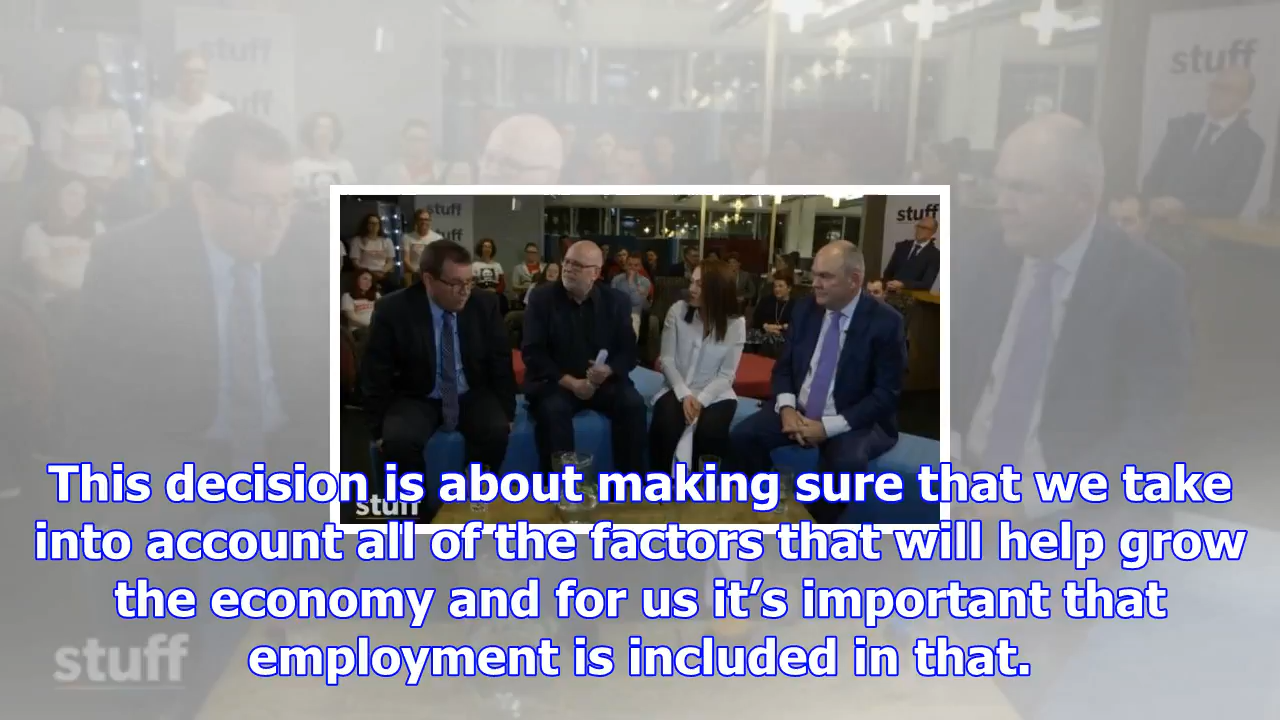 stuff
stuff
stuff
stuff
stuff
stuff
stuff
This decision is about making sure that we take
into account all of the factors that will help grow
the economy and for us it’s important that
employment is included in that.
stuff